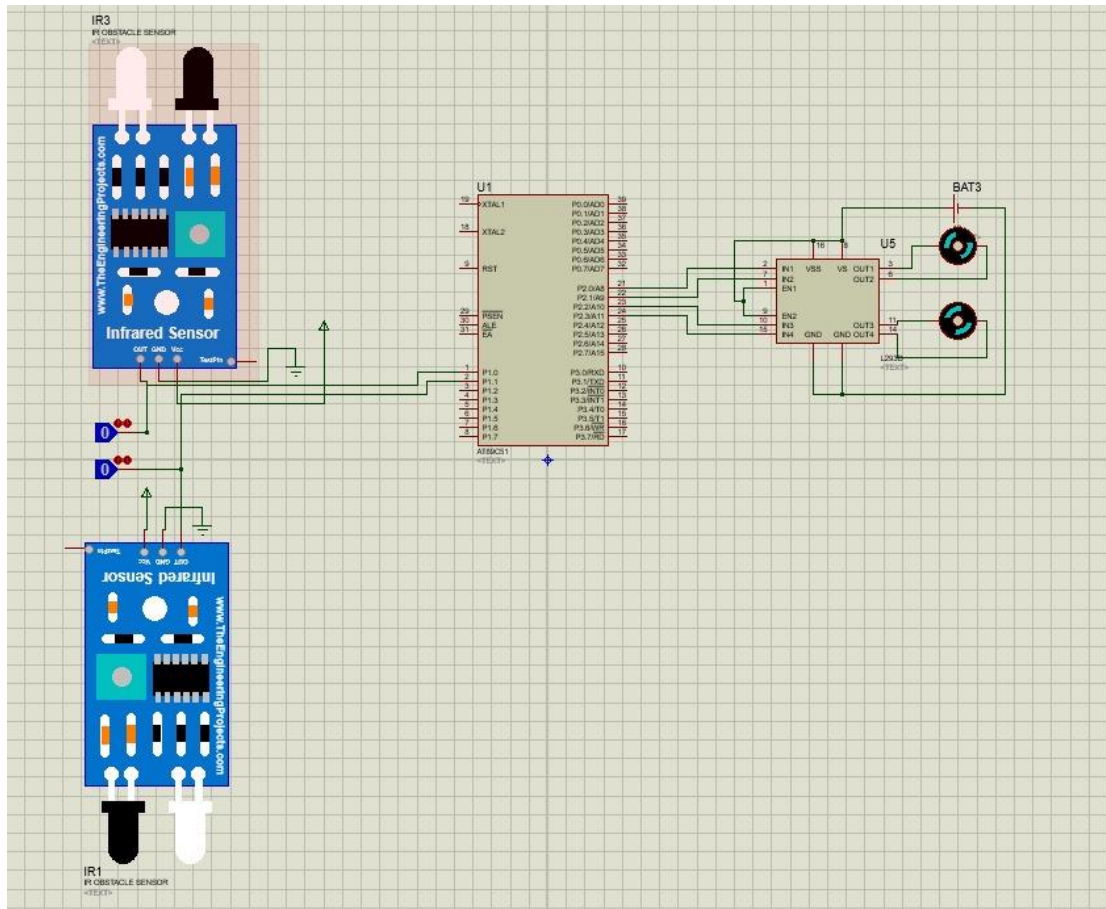 IR3
IR OBSTACLE SENSOR
<TEXT>
www.TheEngineeringProjects.com
Infrared Sensor
OUT GND Vcc
TestPin
0
0
TestPin
Vcc GND OUT
Infrared Sensor
www.TheEngineeringProjects.com
IR1
IR OBSTACLE SENSOR
<TEXT>
U1
19 XTAL1
18 XTAL2
9 RST
29 PSEN
30 ALE
31 EA
1 P1.0
2 P1.1
3 P1.2
4 P1.3
5 P1.4
6 P1.5
7 P1.6
8 P1.7
P0.0/AD0 39
P0.1/AD1 38
P0.2/AD2 37
P0.3/AD3 36
P0.4/AD4 35
P0.5/AD5 34
P0.6/AD6 33
P0.7/AD7 32
P2.0/A8 21
P2.1/A9 22
P2.2/A10 23
P2.3/A11 24
P2.4/A12 25
P2.5/A13 26
P2.6/A14 27
P2.7/A15 28
P3.0/RXD 10
P3.1/TXD 11
P3.2/INT0 12
P3.3/INT1 13
P3.4/T0 14
P3.5/T1 15
P3.6/WR 16
P3.7/RD 17
AT89C51
<TEXT>
BAT3
U5
16 8
2 IN1 VSS VS OUT1 3
7 IN2 OUT2 6
1 EN1
9 EN2
10 IN3 OUT3 11
15 IN4 GND GND OUT4 14
L293D